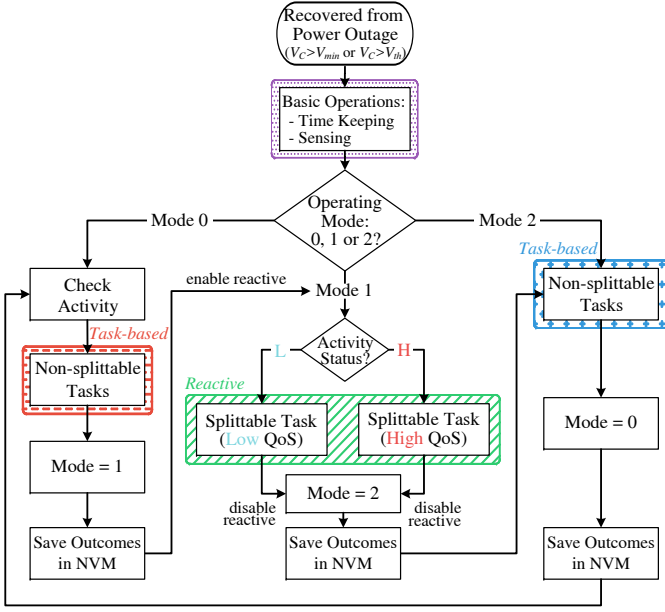 Recovered from
Power Outage
(V_C>V_min or V_C>V_th)
Basic Operations:
- Time Keeping
- Sensing
Operating
Mode:
0, 1 or 2?
Mode 0
Mode 2
Mode 1
enable reactive
Check
Activity
Task-based
Non-splittable
Tasks
Mode = 1
Save Outcomes
in NVM
Activity
Status?
L
H
Reactive
Splittable Task
(Low QoS)
Splittable Task
(High QoS)
disable
reactive
Mode = 2
disable
reactive
Save Outcomes
in NVM
Task-based
Non-splittable
Tasks
Mode = 0
Save Outcomes
in NVM